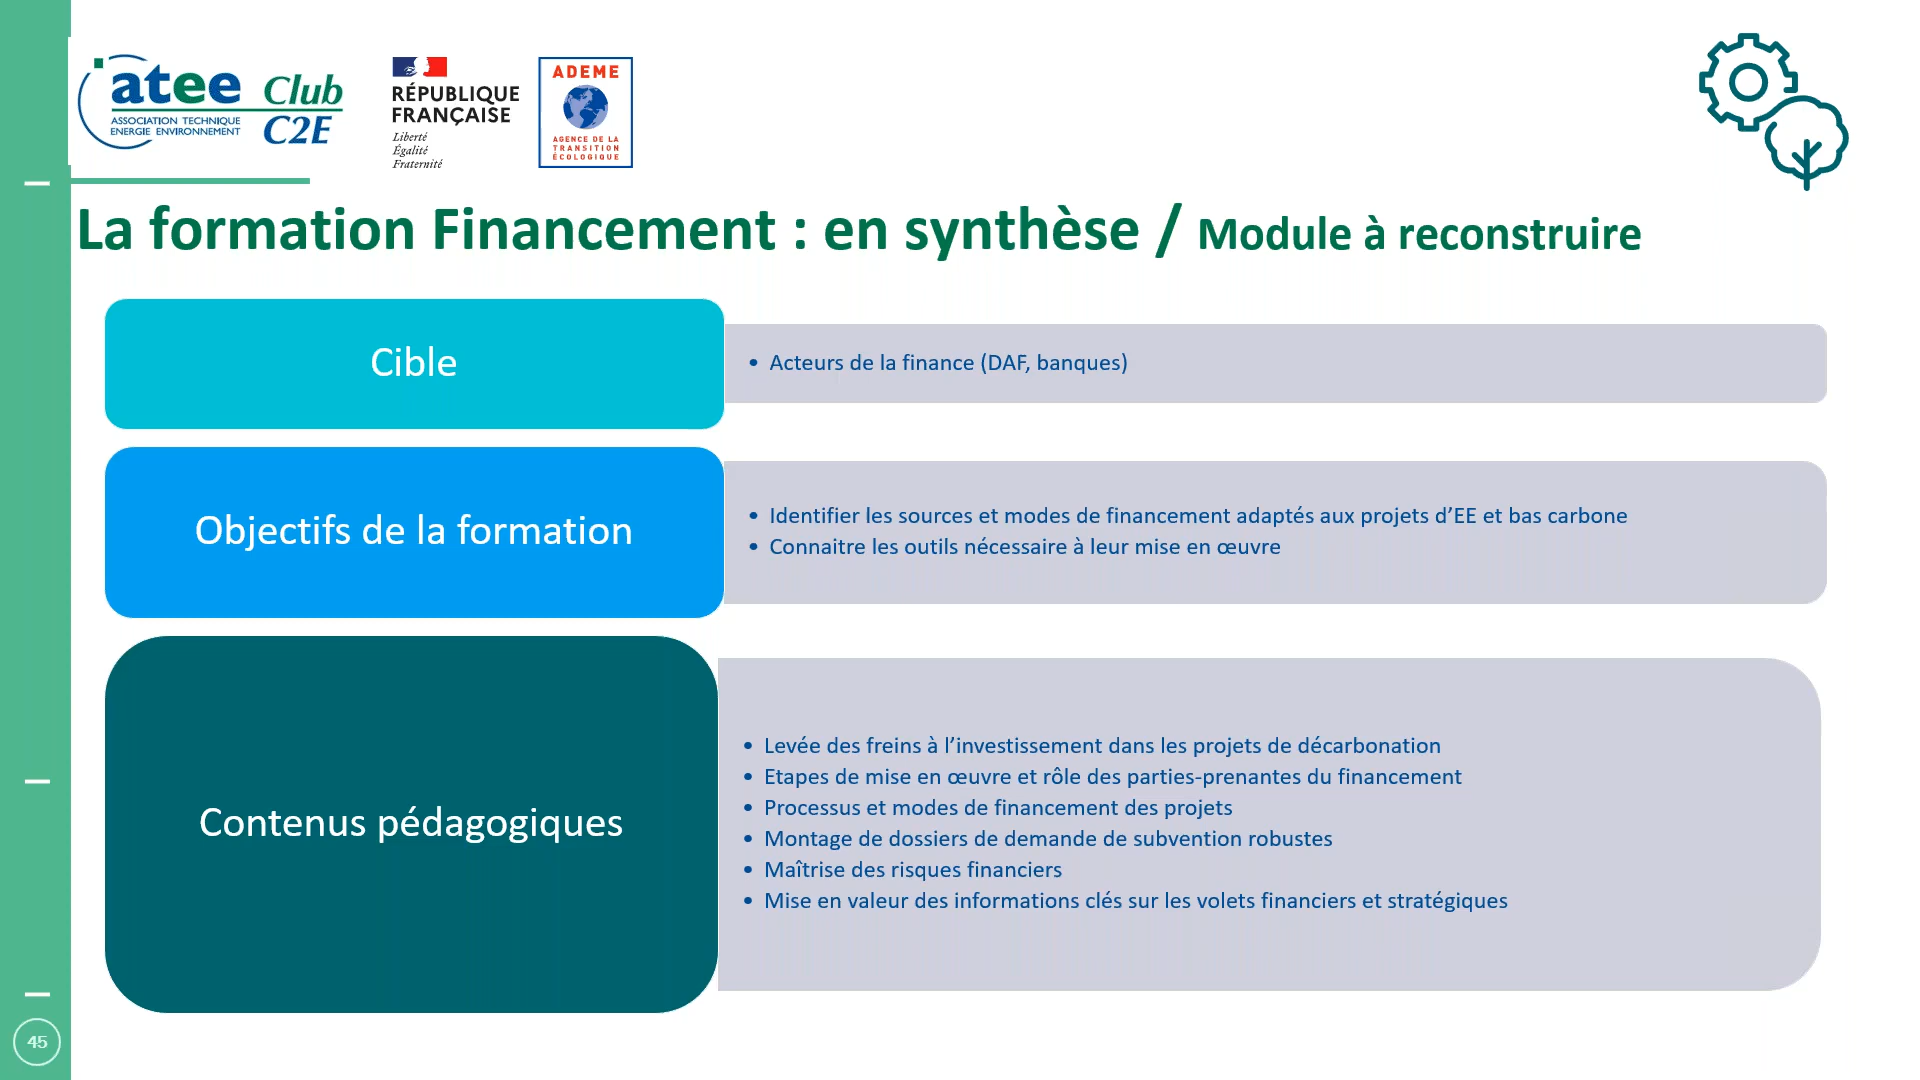 atee Club
ASSOCIATION TECHNIQUE
ENERGIE ENVIRONNEMENT
C2E
RÉPUBLIQUE
FRANÇAISE
Liberté
Égalité
Fraternité
ADEME
AGENCE DE LA
TRANSITION
ÉCOLOGIQUE
La formation Financement : en synthèse / Module à reconstruire
Cible
• Acteurs de la finance (DAF, banques)
Objectifs de la formation
• Identifier les sources et modes de financement adaptés aux projets d’EE et bas carbone
• Connaitre les outils nécessaire à leur mise en œuvre
Contenus pédagogiques
• Levée des freins à l’investissement dans les projets de décarbonation
• Etapes de mise en œuvre et rôle des parties-prenantes du financement
• Processus et modes de financement des projets
• Montage de dossiers de demande de subvention robustes
• Maîtrise des risques financiers
• Mise en valeur des informations clés sur les volets financiers et stratégiques
45